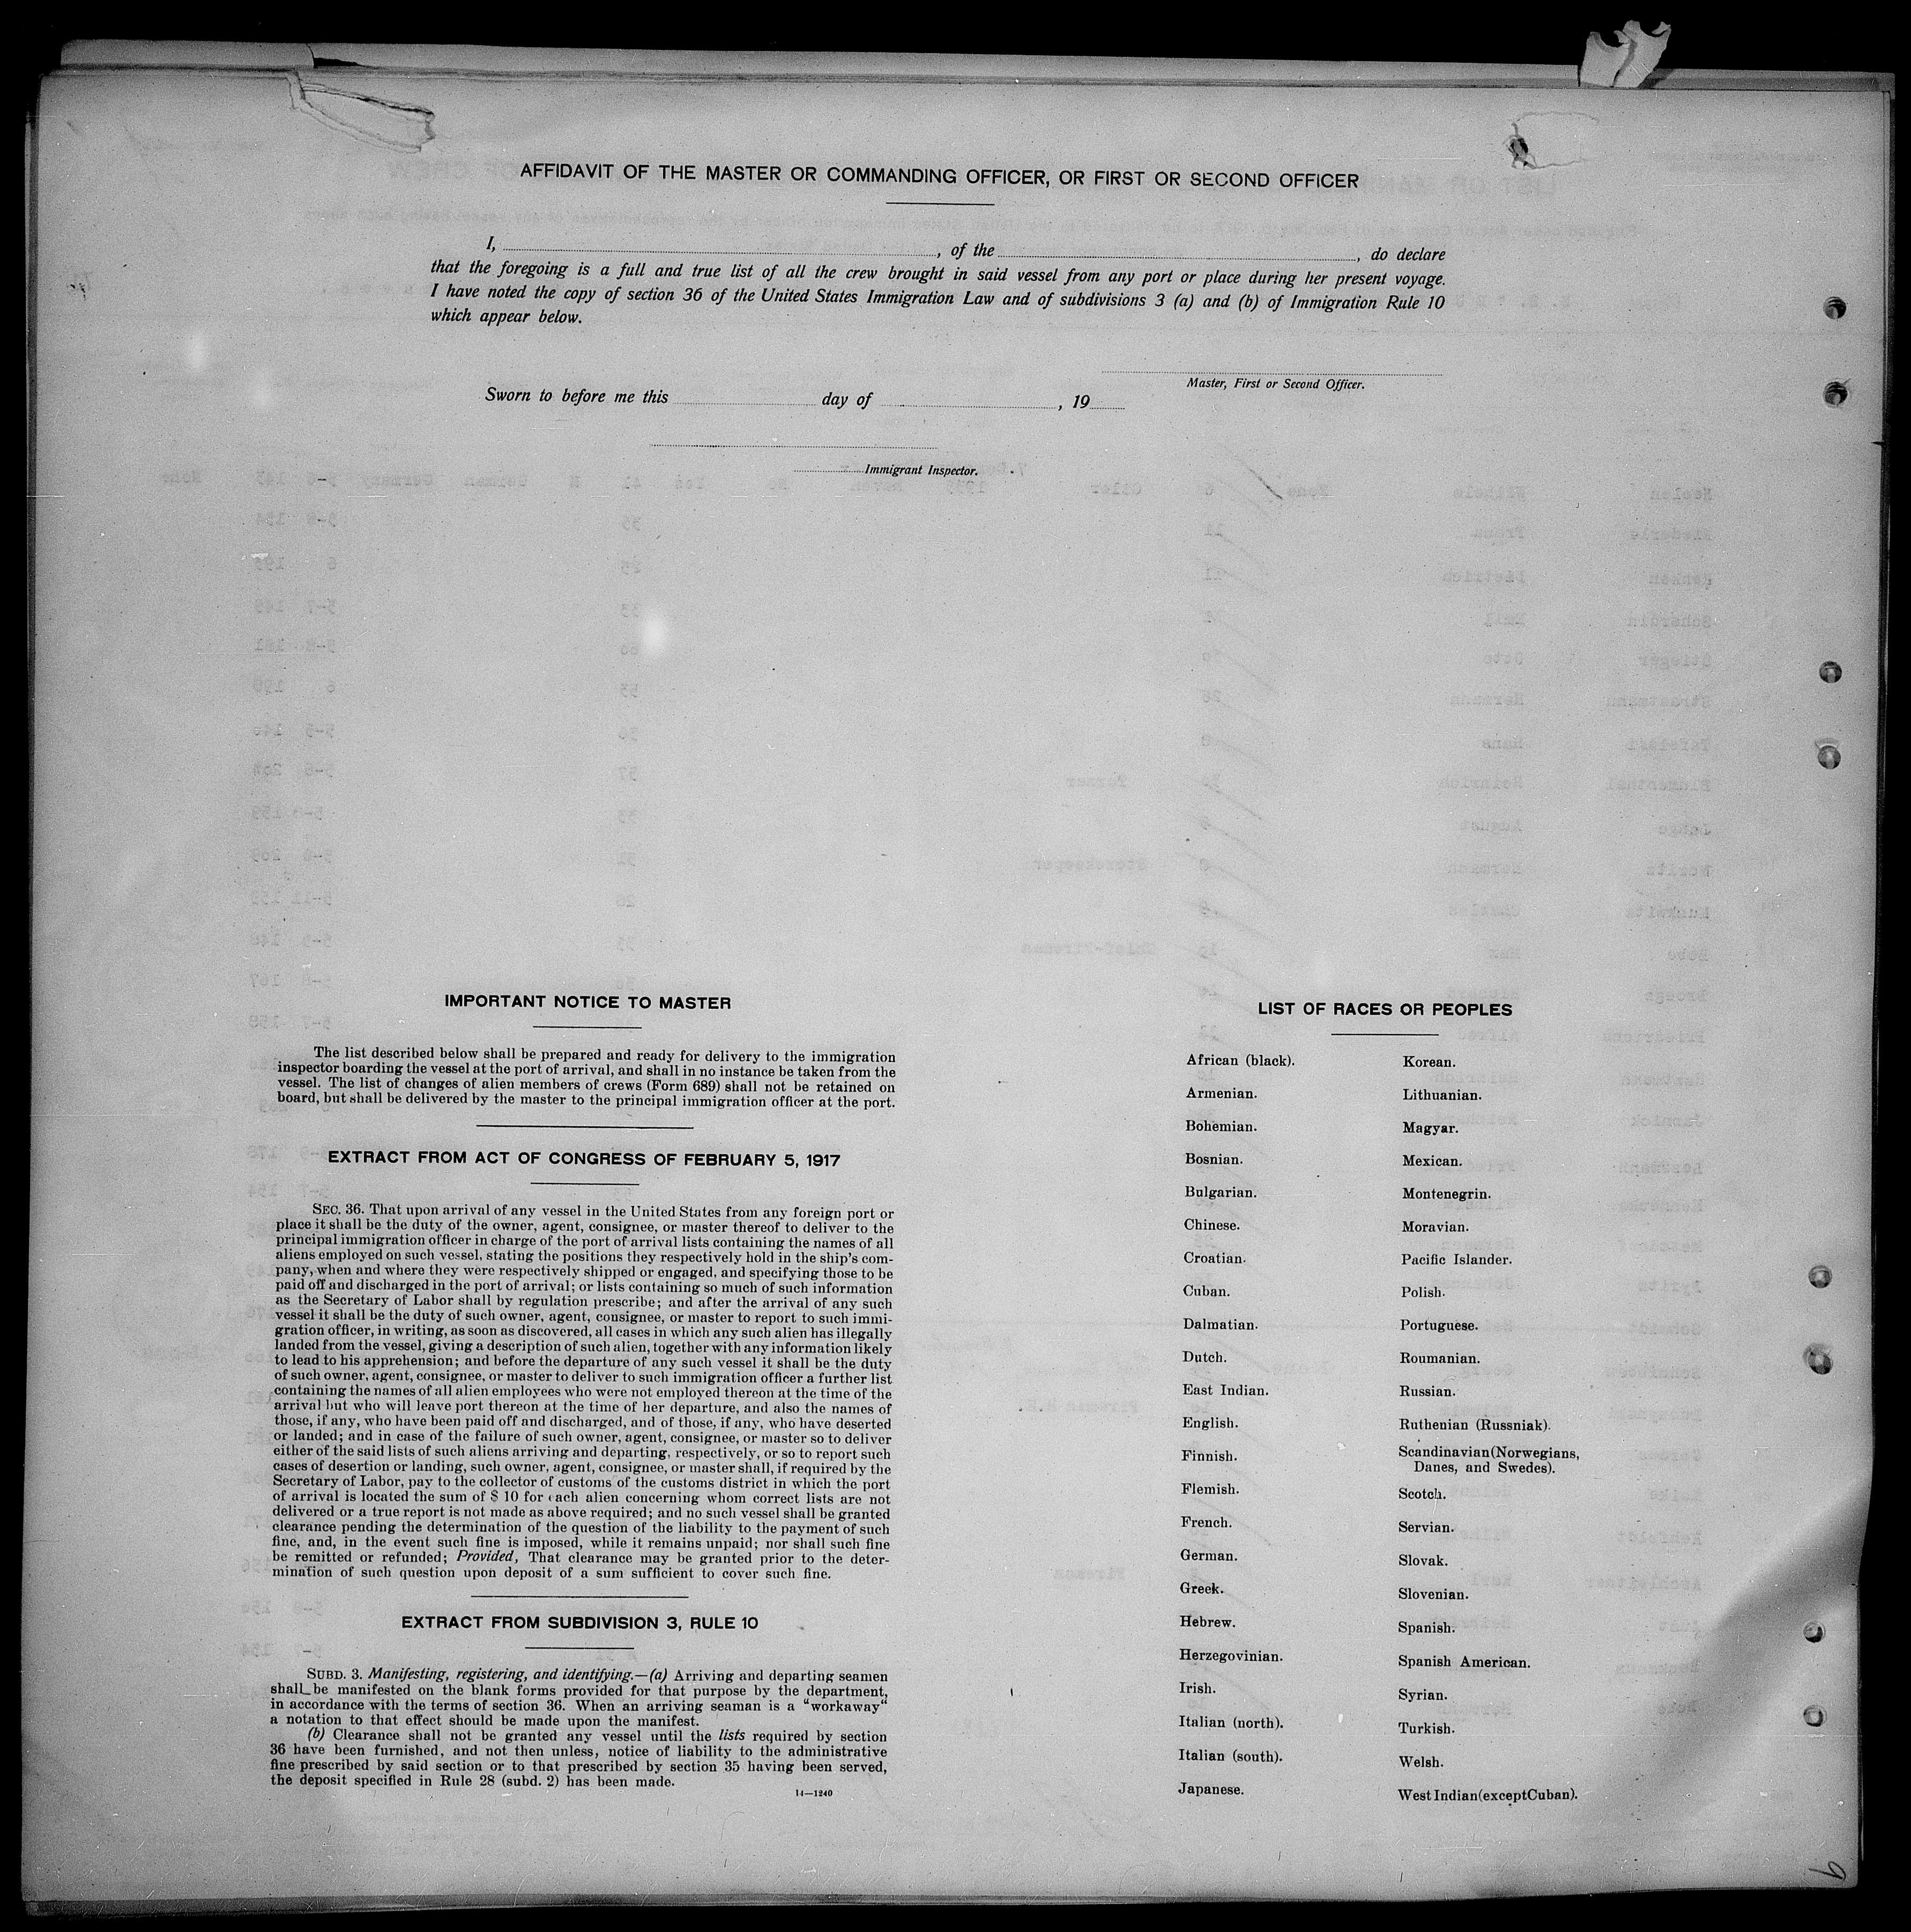 AFFIDAVIT OF THE MASTER OR COMMANDING OFFICER, OR FIRST OR SECOND OFFICER
I, , of the , do declare
that the foregoing is a full and true list of all the crew brought in said vessel from any port or place during her present voyage.
I have noted the copy of section 36 of the United States Immigration Law and of subdivisions 3 (a) and (b) of Immigration Rule 10
which appear below.
Master, First or Second Officer.
Sworn to before me this day of , 19
Immigrant Inspector.
IMPORTANT NOTICE TO MASTER
The list described below shall be prepared and ready for delivery to the immigration
inspector boarding the vessel at the port of arrival, and shall in no instance be taken from the
vessel. The list of changes of alien members of crews (Form 689) shall not be retained on
board, but shall be delivered by the master to the principal immigration officer at the port.
EXTRACT FROM ACT OF CONGRESS OF FEBRUARY 5, 1917
SEC. 36. That upon arrival of any vessel in the United States from any foreign port or
place it shall be the duty of the owner, agent, consignee, or master thereof to deliver to the
principal immigration officer in charge of the port of arrival lists containing the names of all
aliens employed on such vessel, stating the positions they respectively hold in the ship's com-
pany, when and where they were respectively shipped or engaged, and specifying those to be
paid off and discharged in the port of arrival; or lists containing so much of such information
as the Secretary of Labor shall by regulation prescribe; and after the arrival of any such
vessel it shall be the duty of such owner, agent, consignee, or master to report to such immi-
gration officer, in writing, as soon as discovered, all cases in which any such alien has illegally
landed from the vessel, giving a description of such alien, together with any information likely
to lead to his apprehension; and before the departure of any such vessel it shall be the duty
of such owner, agent, consignee, or master to deliver to such immigration officer a further list
containing the names of all alien employees who were not employed thereon at the time of the
arrival but who will leave port thereon at the time of her departure, and also the names of
those, if any, who have been paid off and discharged, and of those, if any, who have deserted
or landed; and in case of the failure of such owner, agent, consignee, or master so to deliver
either of the said lists of such aliens arriving and departing, respectively, or so to report such
cases of desertion or landing, such owner, agent, consignee, or master shall, if required by the
Secretary of Labor, pay to the collector of customs of the customs district in which the port
of arrival is located the sum of $ 10 for each alien concerning whom correct lists are not
delivered or a true report is not made as above required; and no such vessel shall be granted
clearance pending the determination of the question of the liability to the payment of such
fine, and, in the event such fine is imposed, while it remains unpaid; nor shall such fine
be remitted or refunded; Provided, That clearance may be granted prior to the deter-
mination of such question upon deposit of a sum sufficient to cover such fine.
EXTRACT FROM SUBDIVISION 3, RULE 10
SUBD. 3. Manifesting, registering, and identifying.—(a) Arriving and departing seamen
shall be manifested on the blank forms provided for that purpose by the department,
in accordance with the terms of section 36. When an arriving seaman is a “workaway“
a notation to that effect should be made upon the manifest.
(b) Clearance shall not be granted any vessel until the lists required by section
36 have been furnished, and not then unless, notice of liability to the administrative
fine prescribed by said section or to that prescribed by section 35 having been served,
the deposit specified in Rule 28 (subd. 2) has been made.
14—1240
LIST OF RACES OR PEOPLES
African (black).
Armenian.
Bohemian.
Bosnian.
Bulgarian.
Chinese.
Croatian.
Cuban.
Dalmatian.
Dutch.
East Indian.
English.
Finnish.
Flemish.
French.
German.
Greek.
Hebrew.
Herzegovinian.
Irish.
Italian (north).
Italian (south).
Japanese.
Korean.
Lithuanian.
Magyar.
Mexican.
Montenegrin.
Moravian.
Pacific Islander.
Polish.
Portuguese.
Roumanian.
Russian.
Ruthenian (Russniak).
Scandinavian(Norwegians,
Danes, and Swedes).
Scotch.
Servian.
Slovak.
Slovenian.
Spanish.
Spanish American.
Syrian.
Turkish.
Welsh.
West Indian(exceptCuban).